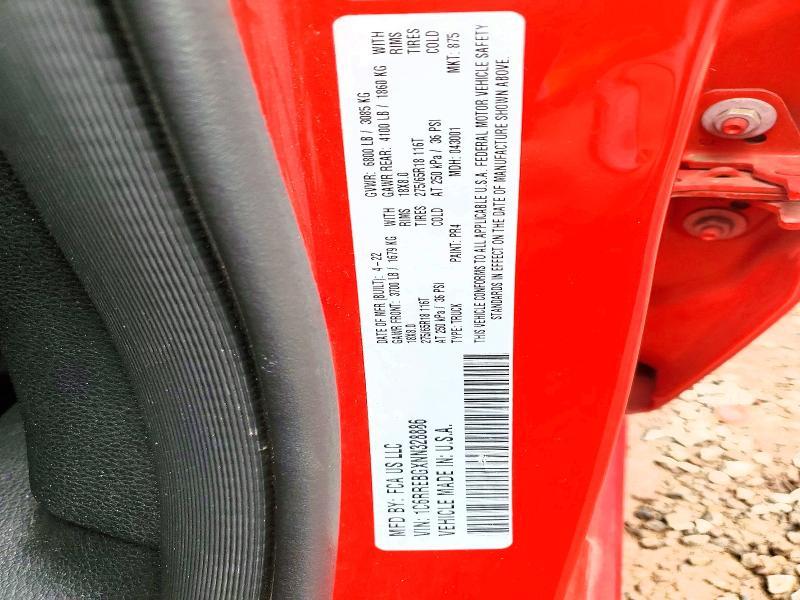 MFD BY: FCA US LLC
DATE OF MFR (BUILT): 4-22
GVWR: 6800 LB / 3085 KG
GAWR FRONT: 3700 LB / 1679 KG WITH
GAWR REAR: 4100 LB / 1860 KG WITH
18X8.0 RIMS
18X8.0 RIMS
275/65R18 116T TIRES
275/65R18 116T TIRES
AT 250 kPa / 36 PSI COLD
AT 250 kPa / 36 PSI COLD
VIN: 1C6RREBGXNN328886
TYPE: TRUCK PAINT: PR4 MDH: 043001 MKT: 875
VEHICLE MADE IN: U.S.A.
THIS VEHICLE CONFORMS TO ALL APPLICABLE U.S.A. FEDERAL MOTOR VEHICLE SAFETY
STANDARDS IN EFFECT ON THE DATE OF MANUFACTURE SHOWN ABOVE.